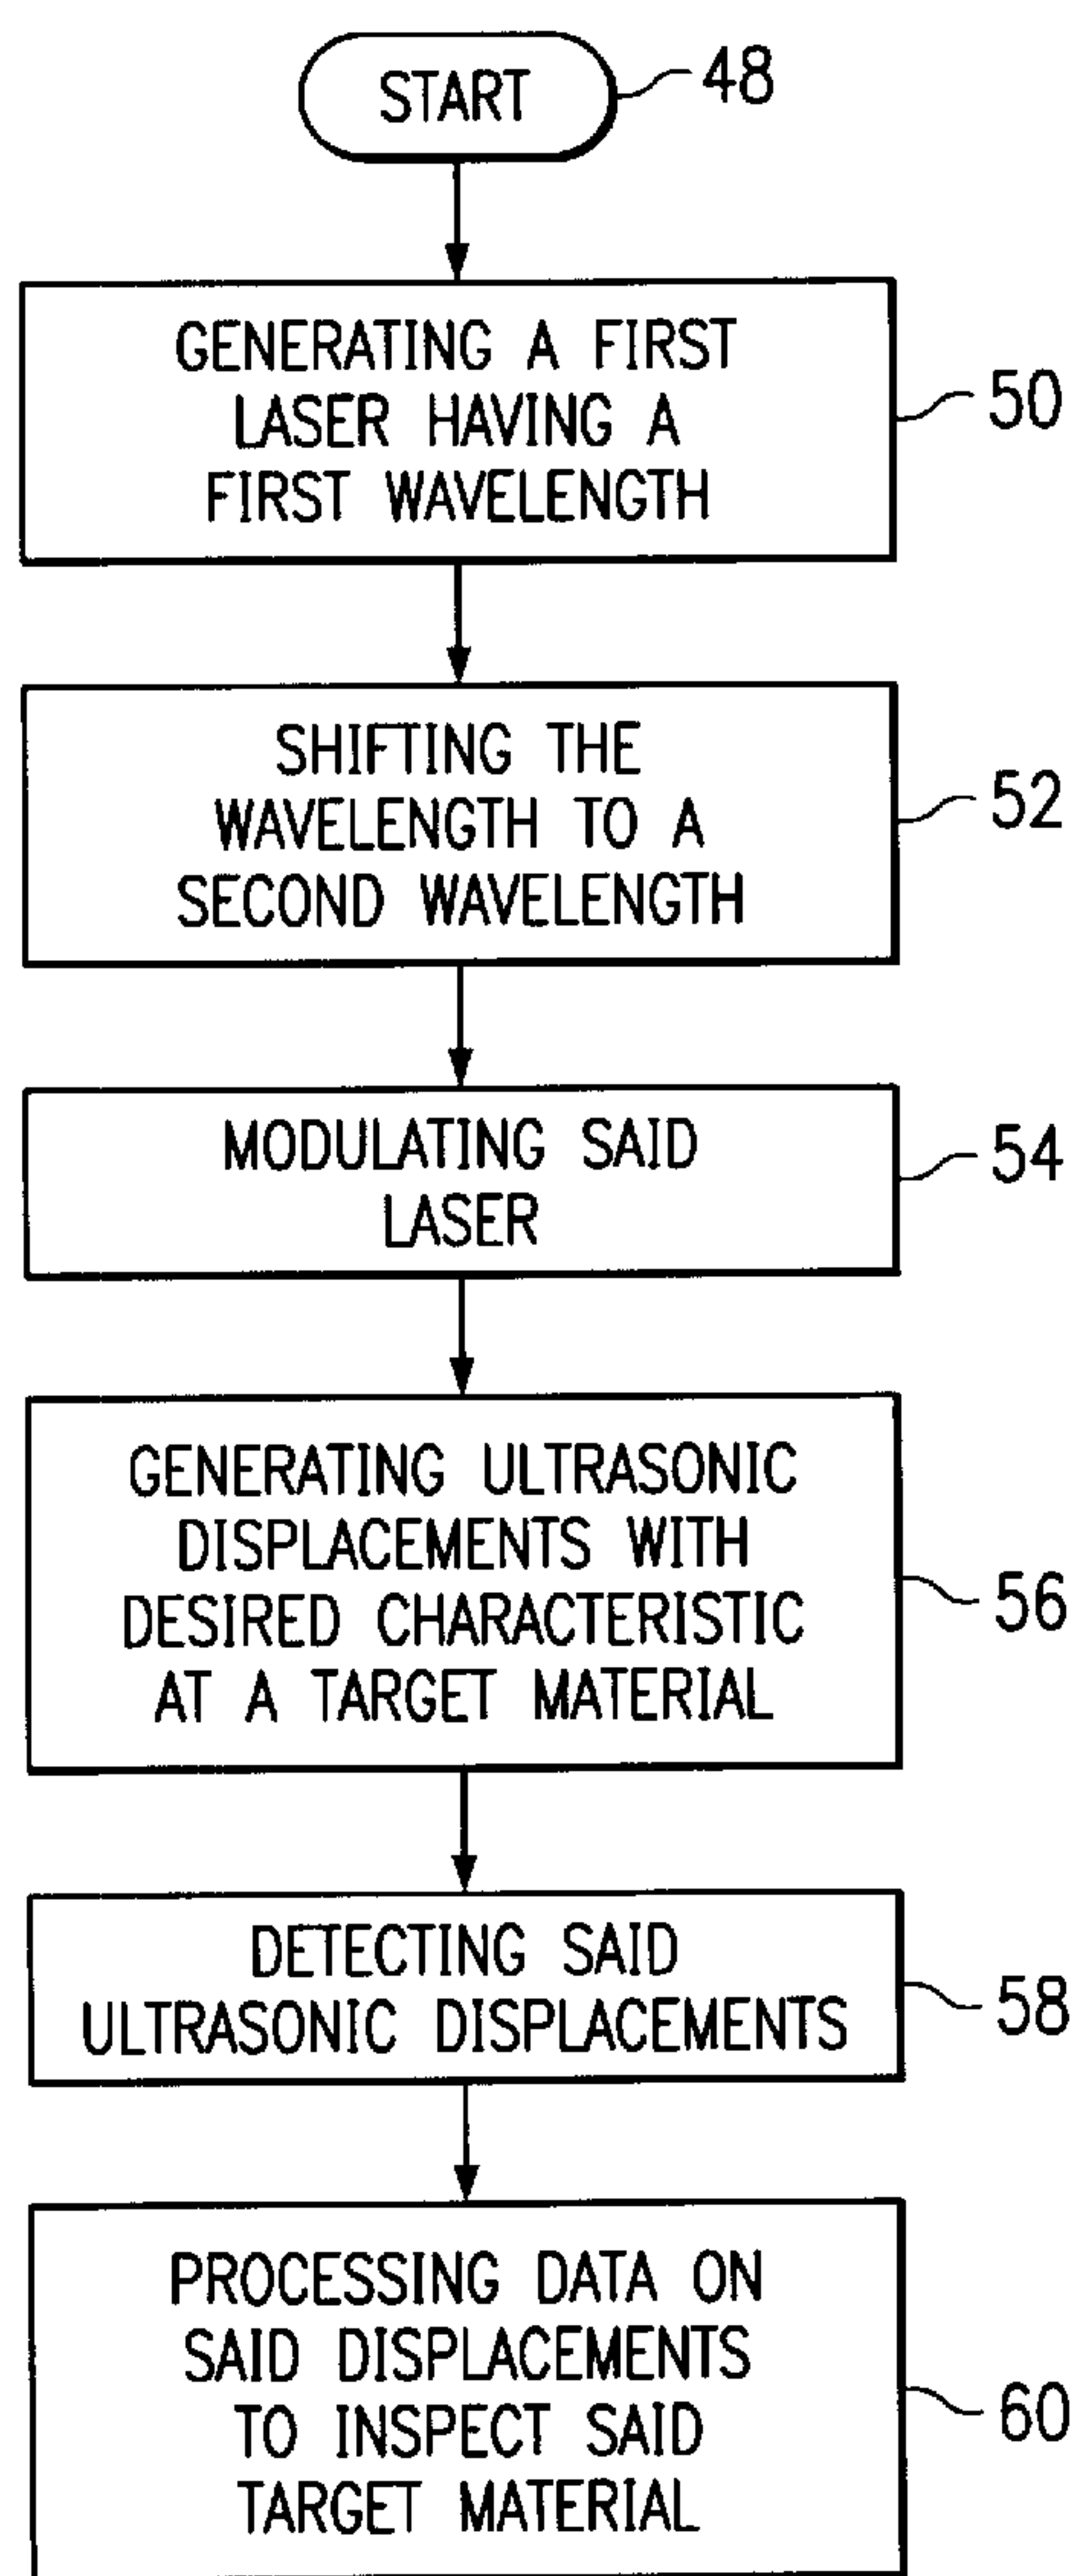 START
48
GENERATING A FIRST
LASER HAVING A
FIRST WAVELENGTH
50
SHIFTING THE
WAVELENGTH TO A
SECOND WAVELENGTH
52
MODULATING SAID
LASER
54
GENERATING ULTRASONIC
DISPLACEMENTS WITH
DESIRED CHARACTERISTIC
AT A TARGET MATERIAL
56
DETECTING SAID
ULTRASONIC DISPLACEMENTS
58
PROCESSING DATA ON
SAID DISPLACEMENTS
TO INSPECT SAID
TARGET MATERIAL
60